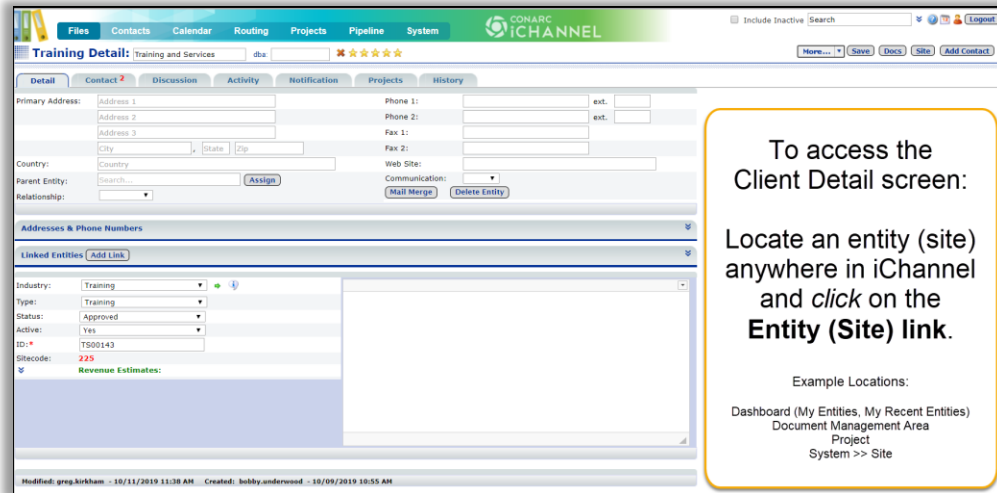 CONARC
iCHANNEL
Include Inactive Search Logout
Files Contacts Calendar Routing Projects Pipeline System
Training Detail: Training and Services dba: More... Save Docs Site Add Contact
Detail Contact 2 Discussion Activity Notification Projects History
Primary Address: Address 1 Phone 1: ext.
Address 2 Phone 2: ext.
Address 3 Fax 1:
City , State Zip Fax 2:
Country: Country Web Site:
Parent Entity: Search... Assign Communication:
Relationship: Mail Merge Delete Entity
Addresses & Phone Numbers
Linked Entities Add Link
Industry: Training
Type: Training
Status: Approved
Active: Yes
ID:* TS00143
Sitecode: 225
Revenue Estimates:
Modified: greg.kirkham - 10/11/2019 11:38 AM Created: bobby.underwood - 10/09/2019 10:55 AM
To access the
Client Detail screen:
Locate an entity (site)
anywhere in iChannel
and click on the
Entity (Site) link.
Example Locations:
Dashboard (My Entities, My Recent Entities)
Document Management Area
Project
System >> Site